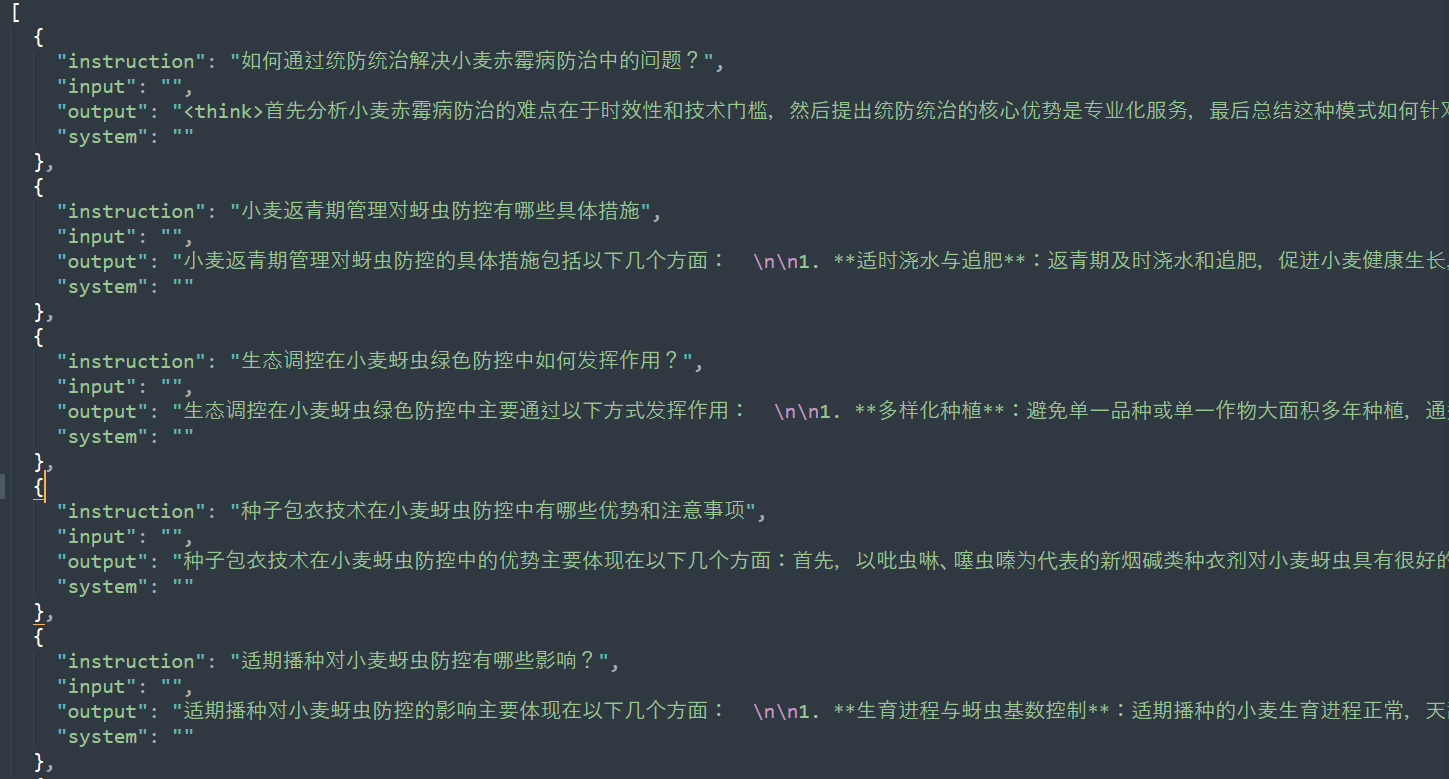 [
{
"instruction": "如何通过统防统治解决小麦赤霉病防治中的问题？",
"input": "",
"output": "<think>首先分析小麦赤霉病防治的难点在于时效性和技术门槛，然后提出统防统治的核心优势是专业化服务，最后总结这种模式如何针对
"system": ""
},
{
"instruction": "小麦返青期管理对蚜虫防控有哪些具体措施",
"input": "",
"output": "小麦返青期管理对蚜虫防控的具体措施包括以下几个方面：  \n\n1. **适时浇水与追肥**：返青期及时浇水和追肥，促进小麦健康生长，
"system": ""
},
{
"instruction": "生态调控在小麦蚜虫绿色防控中如何发挥作用？",
"input": "",
"output": "生态调控在小麦蚜虫绿色防控中主要通过以下方式发挥作用：  \n\n1. **多样化种植**：避免单一品种或单一作物大面积多年种植，通
"system": ""
},
{
"instruction": "种子包衣技术在小麦蚜虫防控中有哪些优势和注意事项",
"input": "",
"output": "种子包衣技术在小麦蚜虫防控中的优势主要体现在以下几个方面：首先，以吡虫啉、噻虫嗪为代表的新烟碱类种衣剂对小麦蚜虫具有很好的
"system": ""
},
{
"instruction": "适期播种对小麦蚜虫防控有哪些影响？",
"input": "",
"output": "适期播种对小麦蚜虫防控的影响主要体现在以下几个方面：  \n\n1. **生育进程与蚜虫基数控制**：适期播种的小麦生育进程正常，天
"system": ""
},